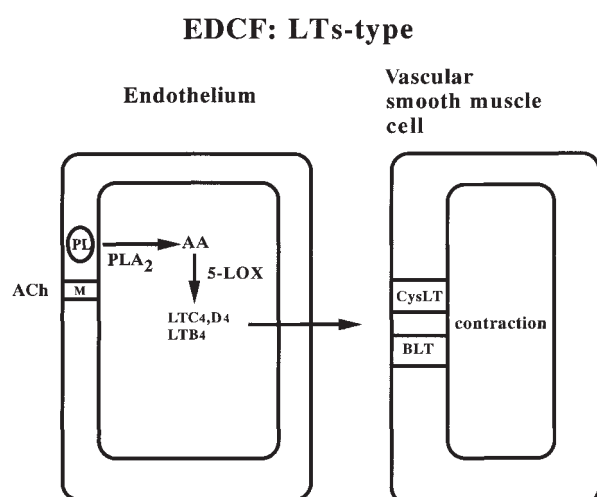 EDCF: LTs-type
Endothelium
Vascular
smooth muscle
cell
PL
PLA2
AA
5-LOX
ACh
M
LTC4,D4
LTB4
CysLT
BLT
contraction